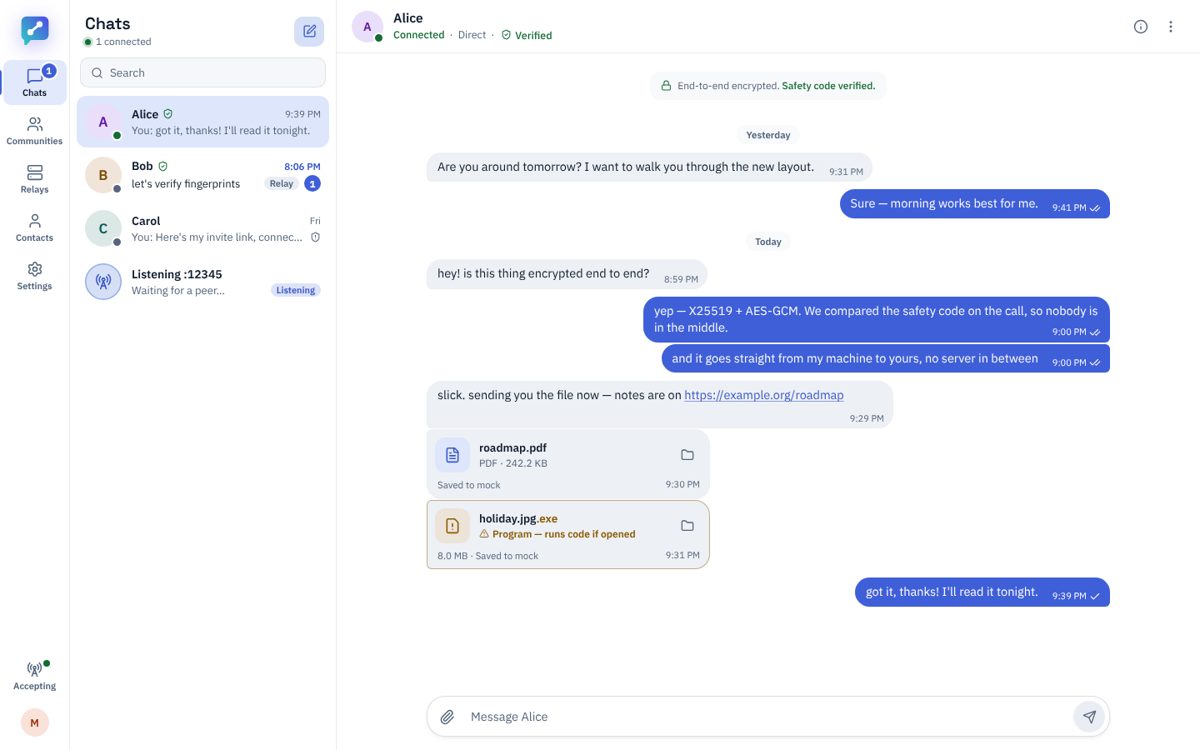 1
Chats
Communities
Relays
Contacts
Settings
Accepting
M
Chats
1 connected
Search
A
Alice
9:39 PM
You: got it, thanks! I'll read it tonight.
B
Bob
8:06 PM
let's verify fingerprints
Relay
1
C
Carol
Fri
You: Here's my invite link, connec...
Listening :12345
Waiting for a peer...
Listening
A
Alice
Connected · Direct · Verified
End-to-end encrypted. Safety code verified.
Yesterday
Are you around tomorrow? I want to walk you through the new layout.
9:31 PM
Sure — morning works best for me.
9:41 PM
Today
hey! is this thing encrypted end to end?
8:59 PM
yep — X25519 + AES-GCM. We compared the safety code on the call, so nobody is
in the middle.
9:00 PM
and it goes straight from my machine to yours, no server in between
9:00 PM
slick. sending you the file now — notes are on https://example.org/roadmap
9:29 PM
roadmap.pdf
PDF · 242.2 KB
Saved to mock
9:30 PM
holiday.jpg.exe
Program — runs code if opened
8.0 MB · Saved to mock
9:31 PM
got it, thanks! I'll read it tonight.
9:39 PM
Message Alice